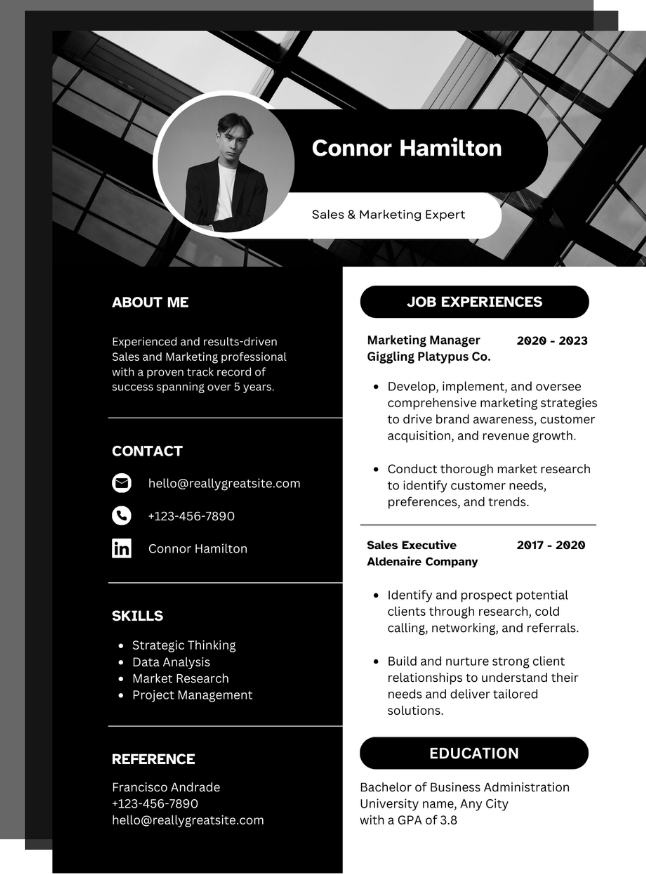 Connor Hamilton
Sales & Marketing Expert
ABOUT ME
Experienced and results-driven
Sales and Marketing professional
with a proven track record of
success spanning over 5 years.
CONTACT
hello@reallygreatsite.com
+123-456-7890
in
Connor Hamilton
SKILLS
• Strategic Thinking
• Data Analysis
• Market Research
• Project Management
REFERENCE
Francisco Andrade
+123-456-7890
hello@reallygreatsite.com
JOB EXPERIENCES
Marketing Manager 2020 - 2023
Giggling Platypus Co.
• Develop, implement, and oversee
comprehensive marketing strategies
to drive brand awareness, customer
acquisition, and revenue growth.
• Conduct thorough market research
to identify customer needs,
preferences, and trends.
Sales Executive 2017 - 2020
Aldenaire Company
• Identify and prospect potential
clients through research, cold
calling, networking, and referrals.
• Build and nurture strong client
relationships to understand their
needs and deliver tailored
solutions.
EDUCATION
Bachelor of Business Administration
University name, Any City
with a GPA of 3.8